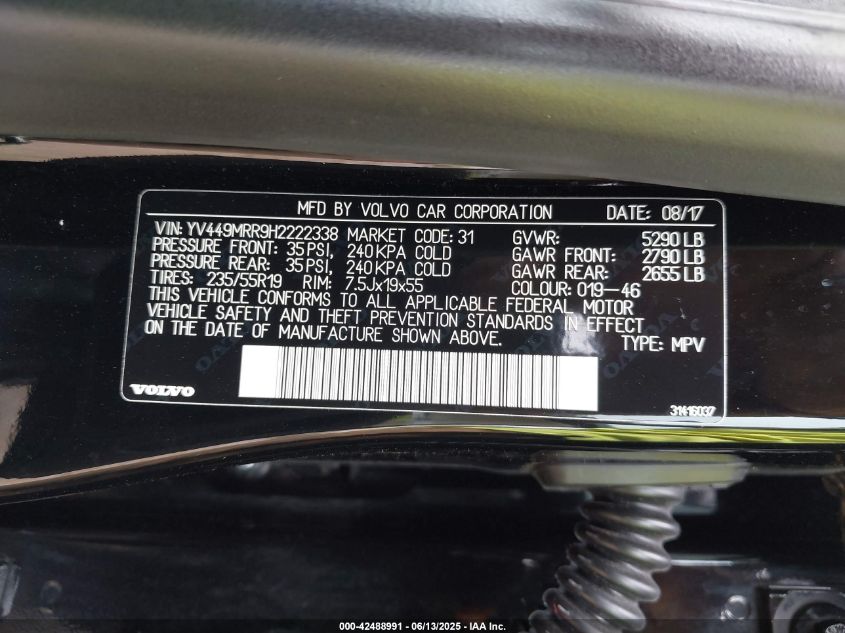 MFD BY VOLVO CAR CORPORATION DATE: 08/17
VIN: YV449MRR9H2222338 MARKET CODE: 31 GVWR: 5290 LB
PRESSURE FRONT: 35 PSI, 240 KPA COLD GAWR FRONT: 2790 LB
PRESSURE REAR: 35 PSI, 240 KPA COLD GAWR REAR: 2655 LB
TIRES: 235/55R19 RIM: 7.5Jx19x55 COLOUR: 019-46
THIS VEHICLE CONFORMS TO ALL APPLICABLE FEDERAL MOTOR
VEHICLE SAFETY AND THEFT PREVENTION STANDARDS IN EFFECT
ON THE DATE OF MANUFACTURE SHOWN ABOVE. TYPE: MPV
VOLVO
31416037
000-42488991 - 06/13/2025 - IAA Inc.